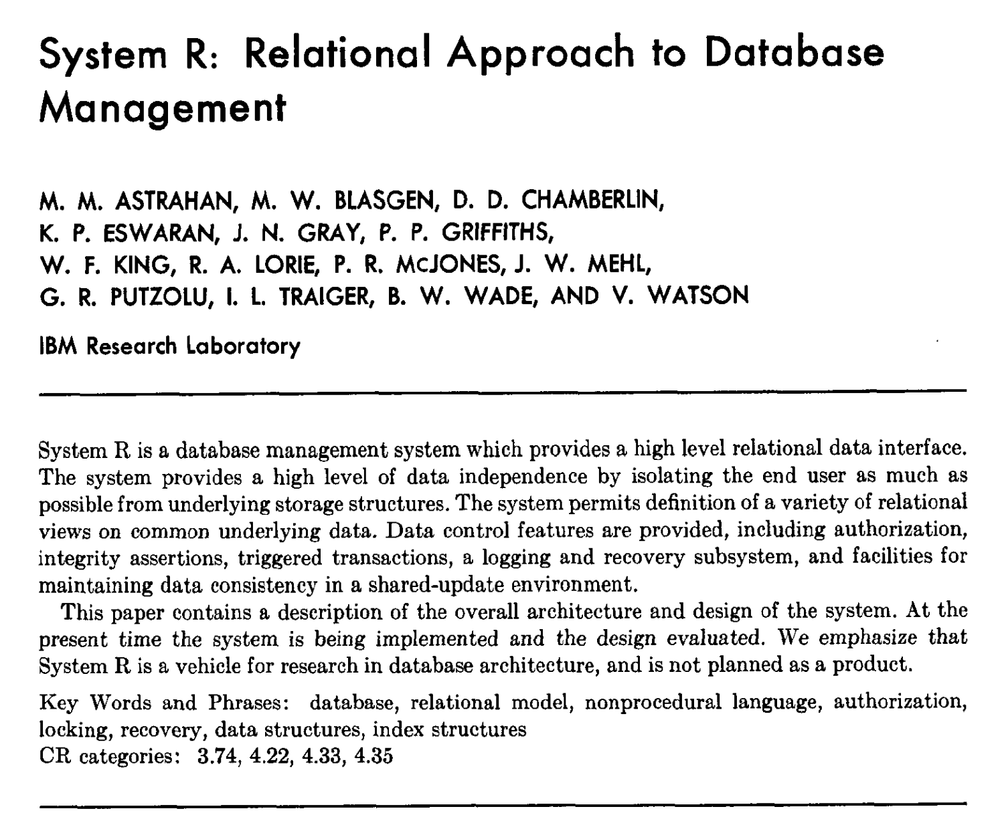 System R: Relational Approach to Database
Management
M. M. ASTRAHAN, M. W. BLASGEN, D. D. CHAMBERLIN,
K. P. ESWARAN, J. N. GRAY, P. P. GRIFFITHS,
W. F. KING, R. A. LORIE, P. R. McJONES, J. W. MEHL,
G. R. PUTZOLU, I. L. TRAIGER, B. W. WADE, AND V. WATSON
IBM Research Laboratory
System R is a database management system which provides a high level relational data interface.
The system provides a high level of data independence by isolating the end user as much as
possible from underlying storage structures. The system permits definition of a variety of relational
views on common underlying data. Data control features are provided, including authorization,
integrity assertions, triggered transactions, a logging and recovery subsystem, and facilities for
maintaining data consistency in a shared-update environment.
This paper contains a description of the overall architecture and design of the system. At the
present time the system is being implemented and the design evaluated. We emphasize that
System R is a vehicle for research in database architecture, and is not planned as a product.
Key Words and Phrases: database, relational model, nonprocedural language, authorization,
locking, recovery, data structures, index structures
CR categories: 3.74, 4.22, 4.33, 4.35